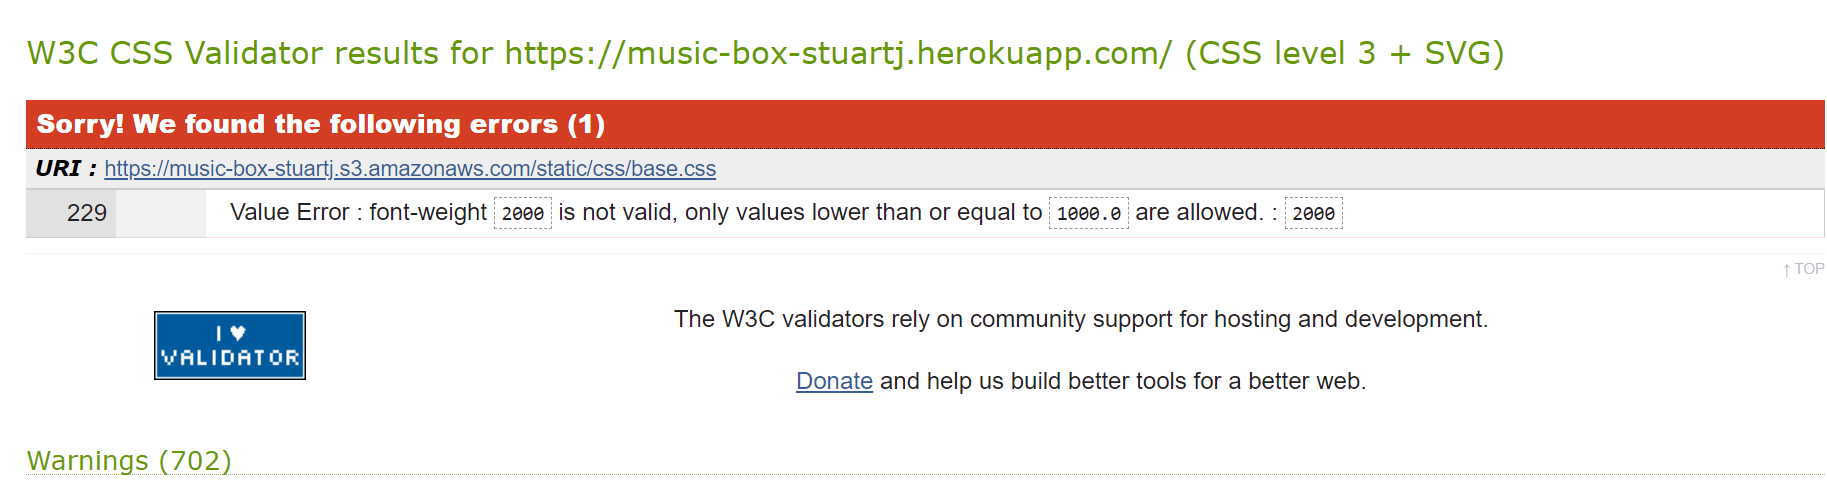 W3C CSS Validator results for https://music-box-stuartj.herokuapp.com/ (CSS level 3 + SVG)
Sorry! We found the following errors (1)
URI : https://music-box-stuartj.s3.amazonaws.com/static/css/base.css
229 Value Error : font-weight 2000 is not valid, only values lower than or equal to 1000.0 are allowed. : 2000
↑ TOP
I ♥
VALIDATOR
The W3C validators rely on community support for hosting and development.
Donate and help us build better tools for a better web.
Warnings (702)